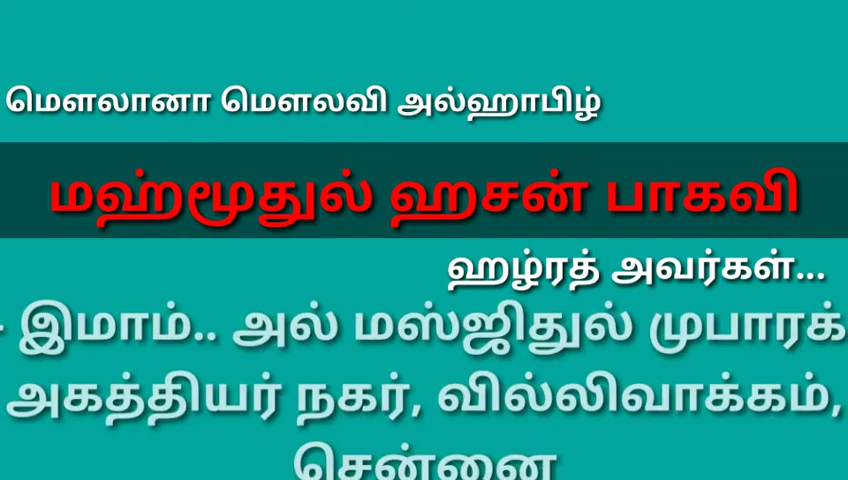 மௌலானா மௌலவி அல்ஹாபிழ்
மஹ்மூதுல் ஹசன் பாகவி
ஹழ்ரத் அவர்கள்...
- இமாம்.. அல் மஸ்ஜிதுல் முபாரக்
அகத்தியர் நகர், வில்லிவாக்கம்,
சென்னை